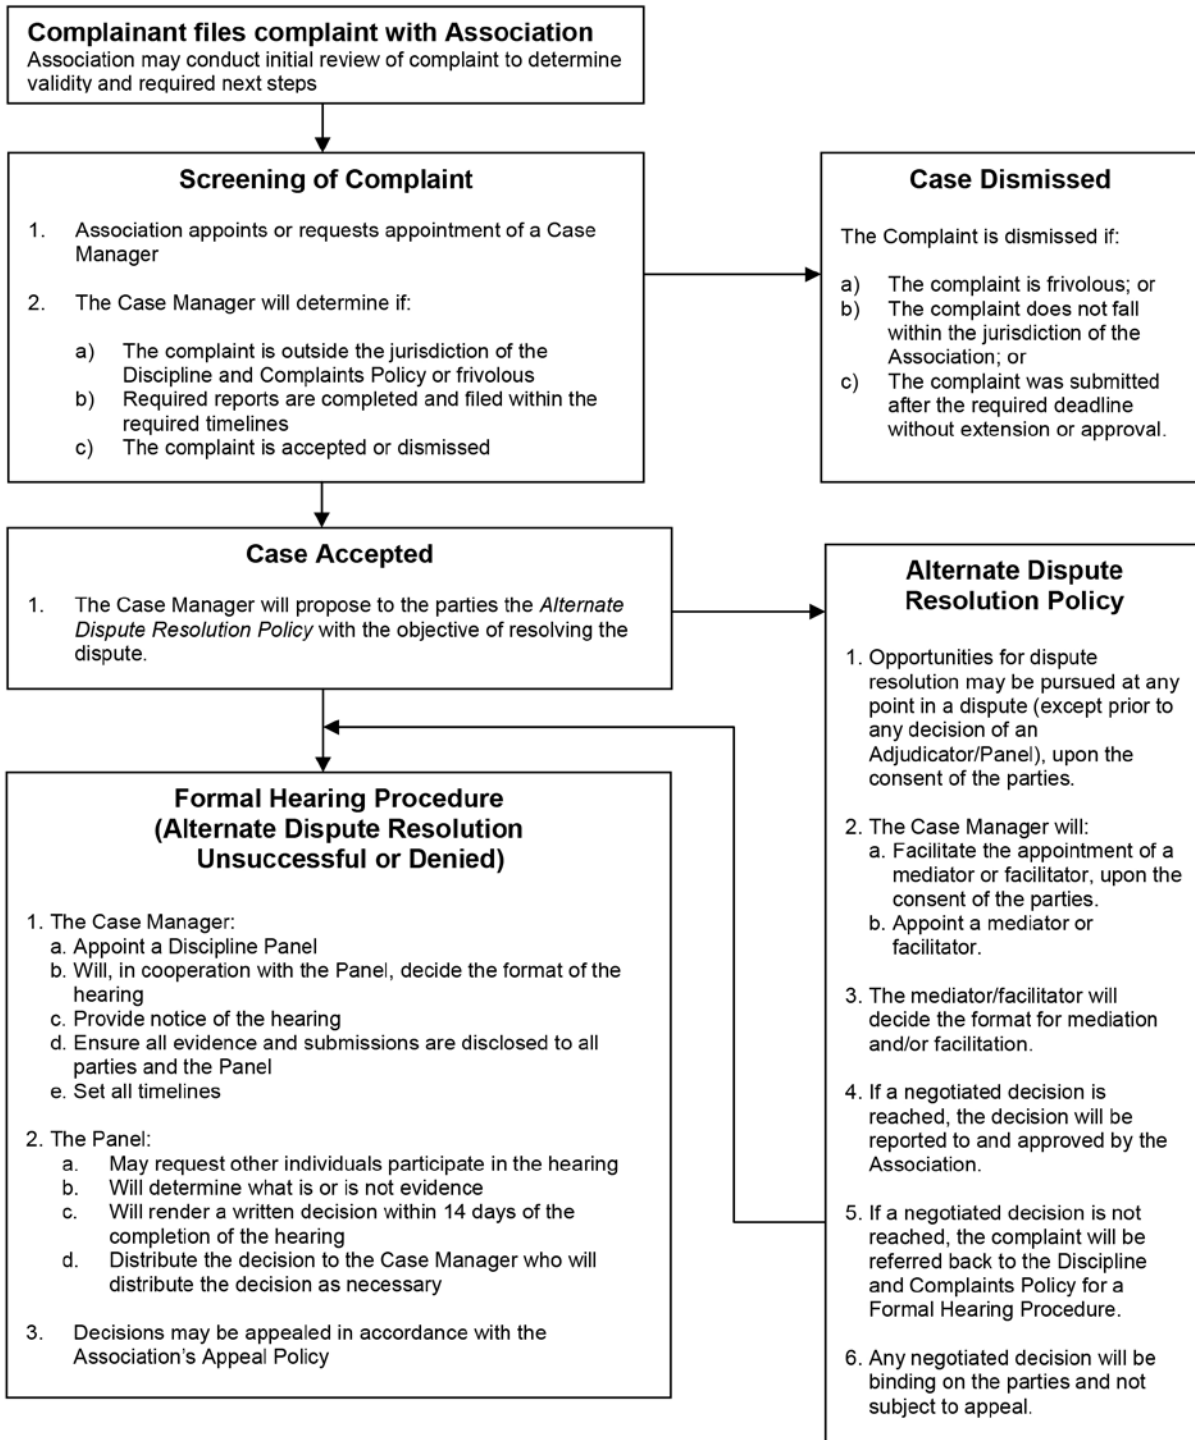 Complainant files complaint with Association
Association may conduct initial review of complaint to determine
validity and required next steps
Screening of Complaint
1. Association appoints or requests appointment of a Case
Manager
2. The Case Manager will determine if:
a) The complaint is outside the jurisdiction of the
Discipline and Complaints Policy or frivolous
b) Required reports are completed and filed within the
required timelines
c) The complaint is accepted or dismissed
Case Dismissed
The Complaint is dismissed if:
a) The complaint is frivolous; or
b) The complaint does not fall
within the jurisdiction of the
Association; or
c) The complaint was submitted
after the required deadline
without extension or approval.
Case Accepted
1. The Case Manager will propose to the parties the Alternate
Dispute Resolution Policy with the objective of resolving the
dispute.
Alternate Dispute
Resolution Policy
1. Opportunities for dispute
resolution may be pursued at any
point in a dispute (except prior to
any decision of an
Adjudicator/Panel), upon the
consent of the parties.
2. The Case Manager will:
a. Facilitate the appointment of a
mediator or facilitator, upon the
consent of the parties.
b. Appoint a mediator or
facilitator.
3. The mediator/facilitator will
decide the format for mediation
and/or facilitation.
4. If a negotiated decision is
reached, the decision will be
reported to and approved by the
Association.
5. If a negotiated decision is not
reached, the complaint will be
referred back to the Discipline
and Complaints Policy for a
Formal Hearing Procedure.
6. Any negotiated decision will be
binding on the parties and not
subject to appeal.
Formal Hearing Procedure
(Alternate Dispute Resolution
Unsuccessful or Denied)
1. The Case Manager:
a. Appoint a Discipline Panel
b. Will, in cooperation with the Panel, decide the format of the
hearing
c. Provide notice of the hearing
d. Ensure all evidence and submissions are disclosed to all
parties and the Panel
e. Set all timelines
2. The Panel:
a. May request other individuals participate in the hearing
b. Will determine what is or is not evidence
c. Will render a written decision within 14 days of the
completion of the hearing
d. Distribute the decision to the Case Manager who will
distribute the decision as necessary
3. Decisions may be appealed in accordance with the
Association's Appeal Policy